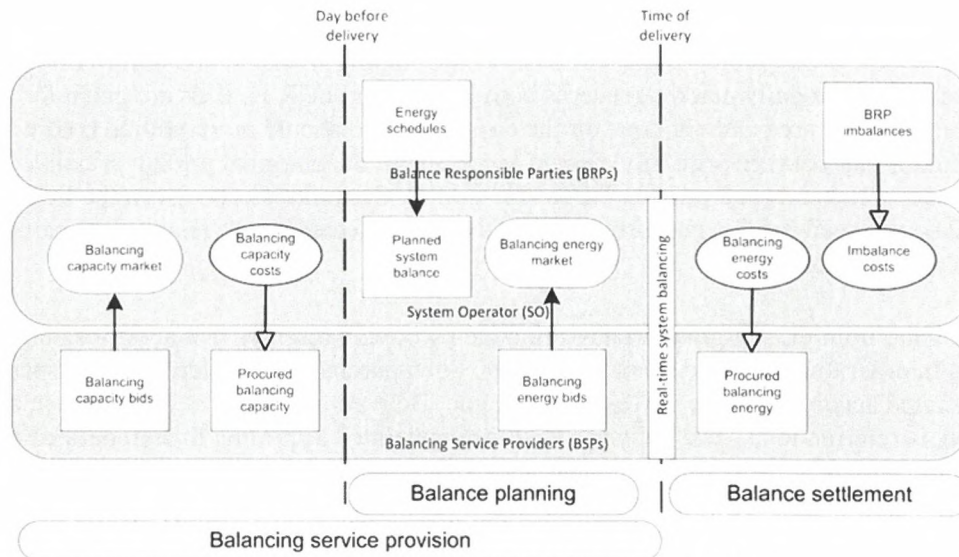 Day before
delivery
Time of
delivery
Energy
schedules
BRP
imbalances
Balance Responsible Parties (BRPs)
Balancing
capacity market
Balancing
capacity
costs
Planned
system
balance
Balancing energy
market
Real-time system balancing
Balancing
energy
costs
Imbalance
costs
System Operator (SO)
Balancing
capacity bids
Procured
balancing
capacity
Balancing
energy bids
Procured
balancing
energy
Balancing Service Providers (BSPs)
Balance planning
Balance settlement
Balancing service provision